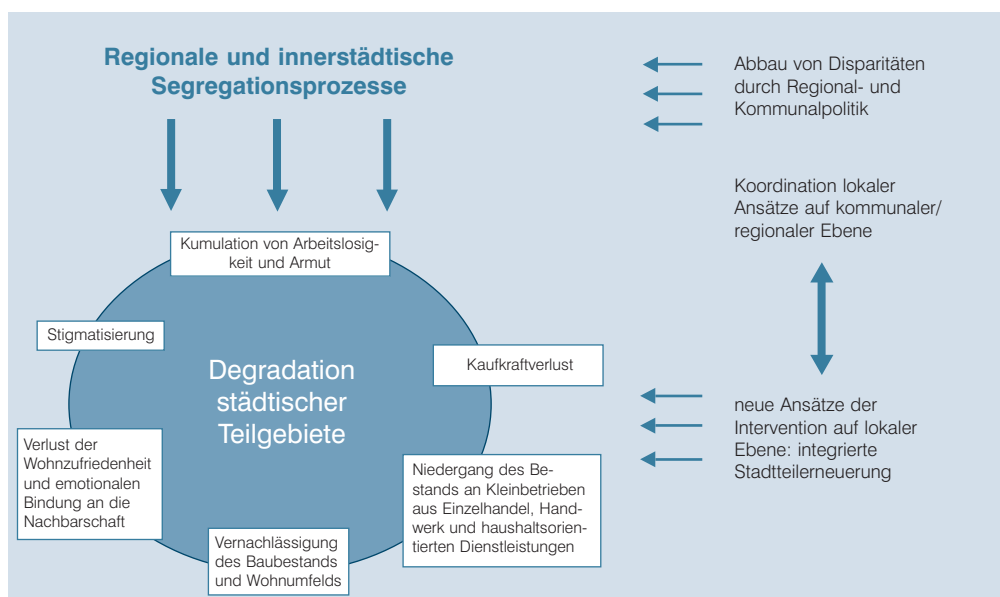 Regionale und innerstädtische
Segregationsprozesse
Abbau von Disparitäten
durch Regional- und
Kommunalpolitik
Koordination lokaler
Ansätze auf kommunaler/
regionaler Ebene
Kumulation von Arbeitslosig-
keit und Armut
Stigmatisierung
Kaufkraftverlust
Degradation
städtischer
Teilgebiete
neue Ansätze der
Intervention auf lokaler
Ebene: integrierte
Stadtteilerneuerung
Verlust der
Wohnzufriedenheit
und emotionalen
Bindung an die
Nachbarschaft
Niedergang des Be-
stands an Kleinbetrieben
aus Einzelhandel, Hand-
werk und haushaltsorien-
tierten Dienstleistungen
Vernachlässigung
des Baubestands
und Wohnumfelds